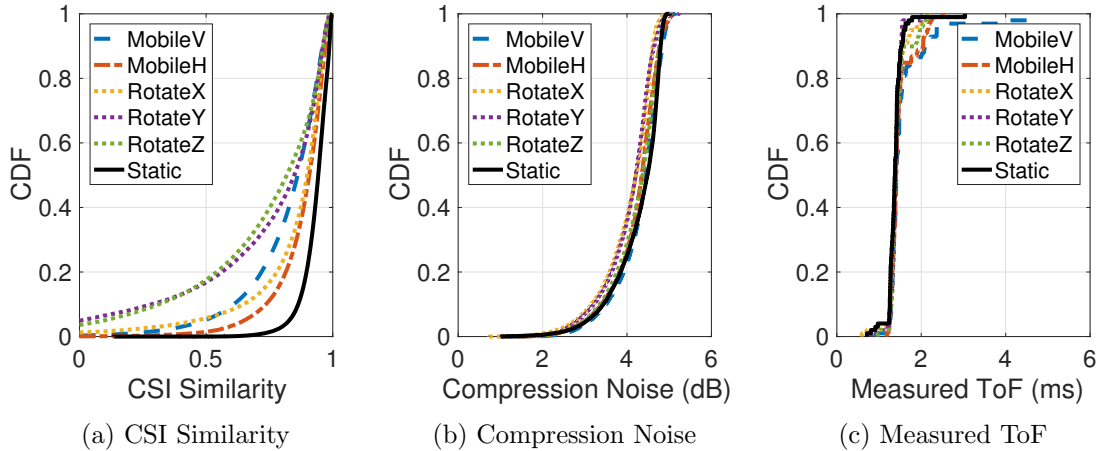 1
0.8
0.6
0.4
0.2
0
CDF
MobileV
MobileH
RotateX
RotateY
RotateZ
Static
0 0.5 1
CSI Similarity
(a) CSI Similarity
1
0.8
0.6
0.4
0.2
0
CDF
MobileV
MobileH
RotateX
RotateY
RotateZ
Static
0 2 4 6
Compression Noise (dB)
(b) Compression Noise
1
0.8
0.6
0.4
0.2
0
CDF
MobileV
MobileH
RotateX
RotateY
RotateZ
Static
0 2 4 6
Measured ToF (ms)
(c) Measured ToF